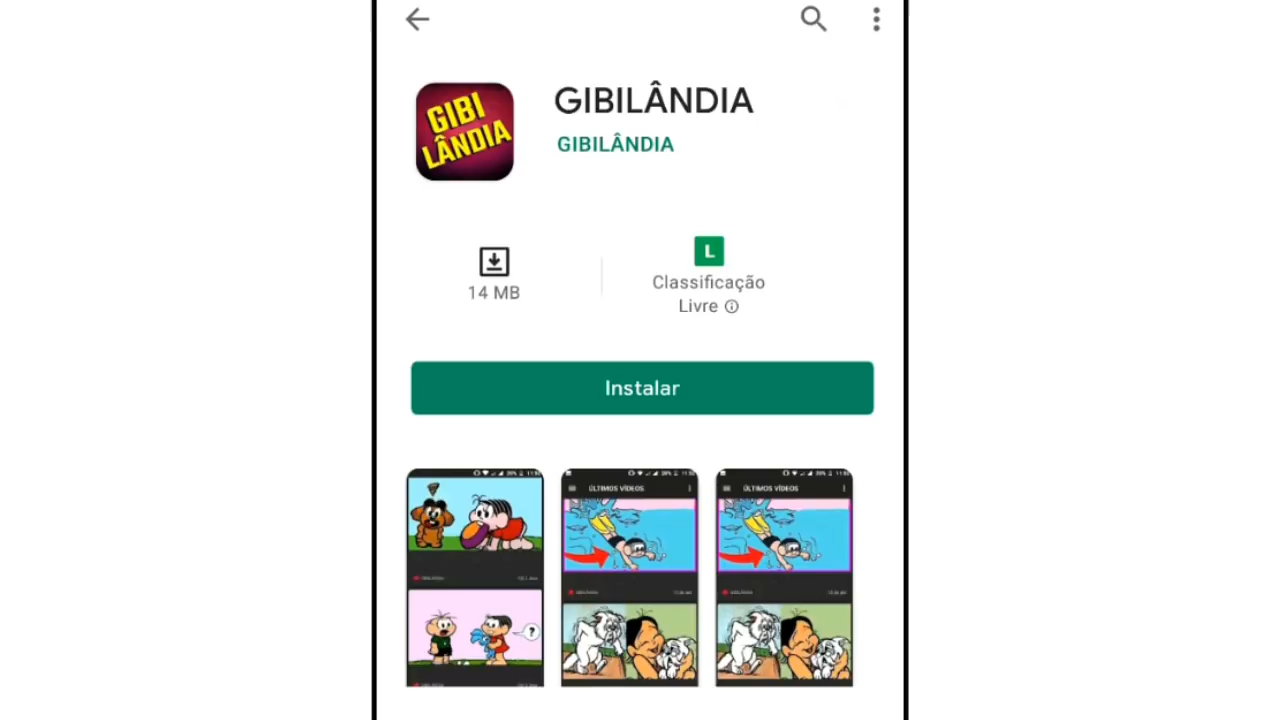 GIBILÂNDIA
GIBI
LÂNDIA
GIBILÂNDIA
14 MB
L
Classificação
Livre
Instalar
ÚLTIMOS VÍDEOS
ÚLTIMOS VÍDEOS
?